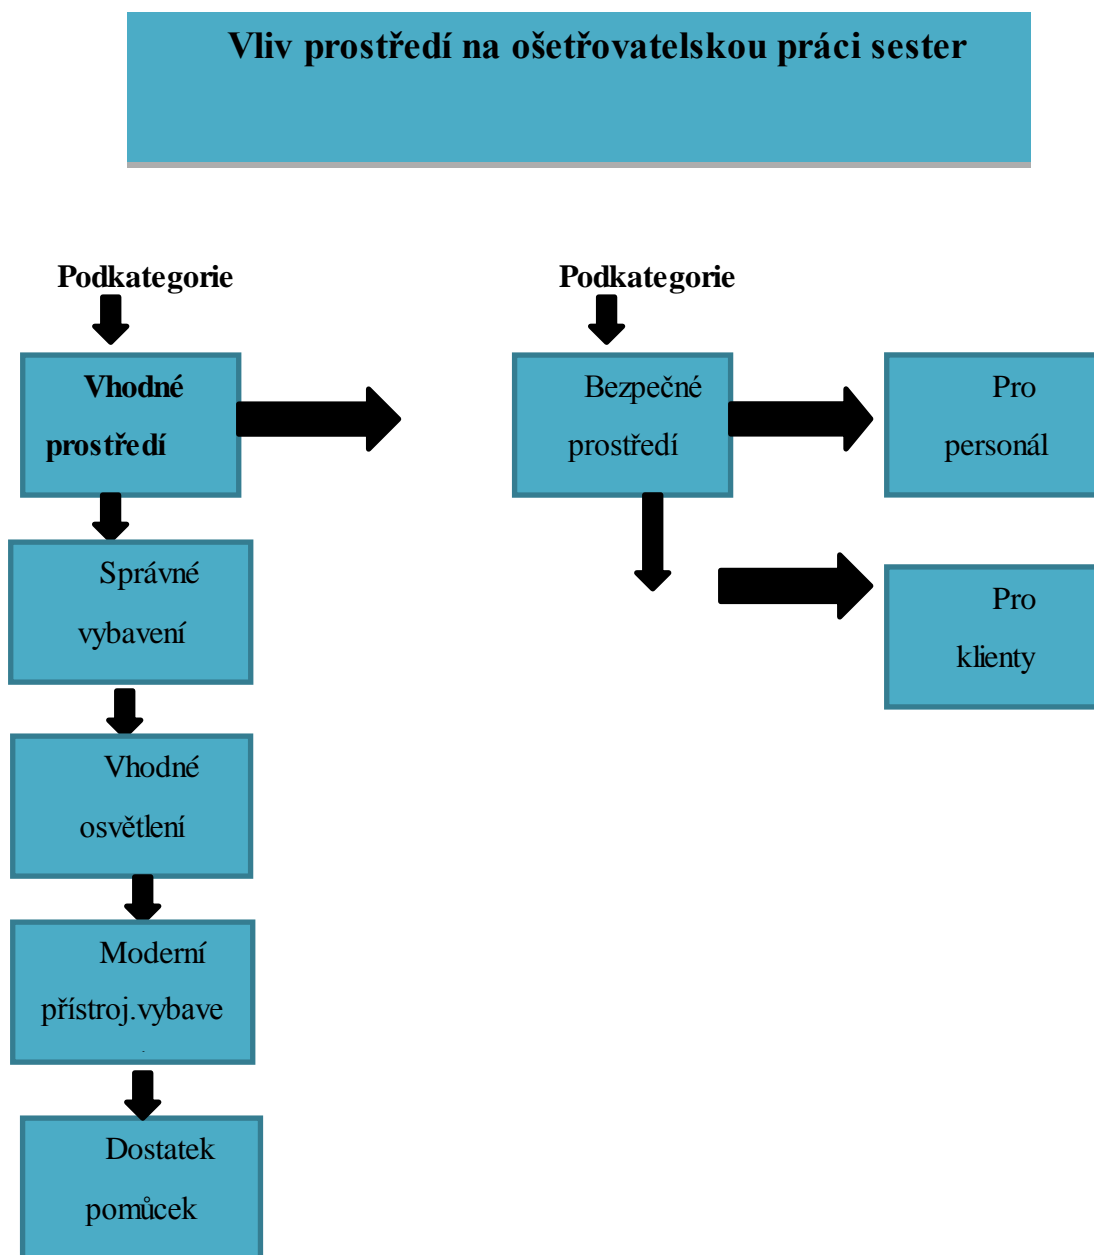 Vliv prostředí na ošetřovatelskou práci sester
Podkategorie
Podkategorie
Vhodné
prostředí
Bezpečné
prostředí
Pro
personál
Správné
vybavení
Pro
klienty
Vhodné
osvětlení
Moderní
přístroj.vybave
Dostatek
pomůcek